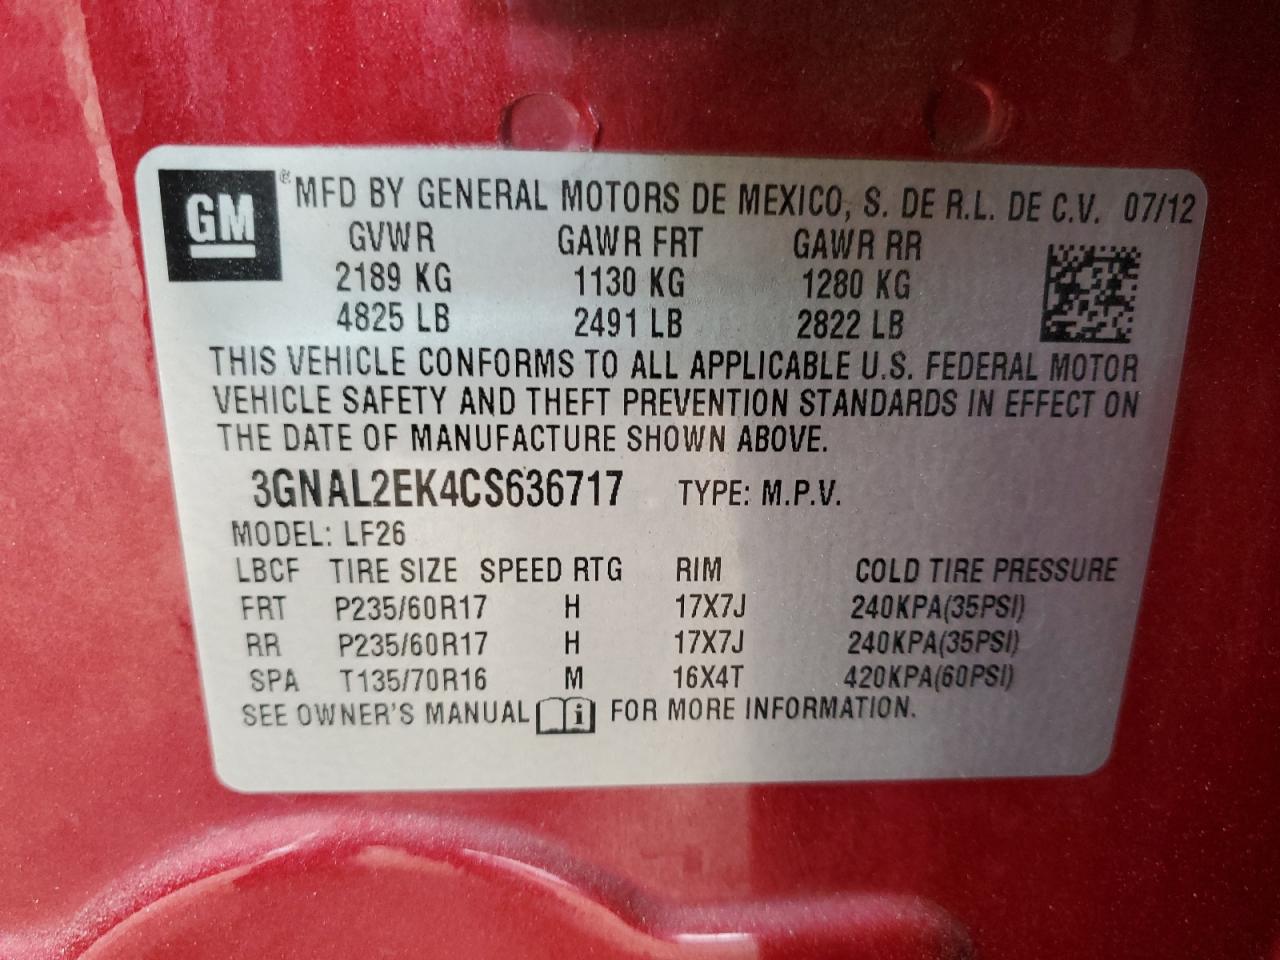 GM ® MFD BY GENERAL MOTORS DE MEXICO, S. DE R.L. DE C.V. 07/12
GVWR GAWR FRT GAWR RR
2189 KG 1130 KG 1280 KG
4825 LB 2491 LB 2822 LB
THIS VEHICLE CONFORMS TO ALL APPLICABLE U.S. FEDERAL MOTOR
VEHICLE SAFETY AND THEFT PREVENTION STANDARDS IN EFFECT ON
THE DATE OF MANUFACTURE SHOWN ABOVE.
3GNAL2EK4CS636717 TYPE: M.P.V.
MODEL: LF26
LBCF TIRE SIZE SPEED RTG RIM COLD TIRE PRESSURE
FRT P235/60R17 H 17X7J 240KPA(35PSI)
RR P235/60R17 H 17X7J 240KPA(35PSI)
SPA T135/70R16 M 16X4T 420KPA(60PSI)
SEE OWNER'S MANUAL i FOR MORE INFORMATION.